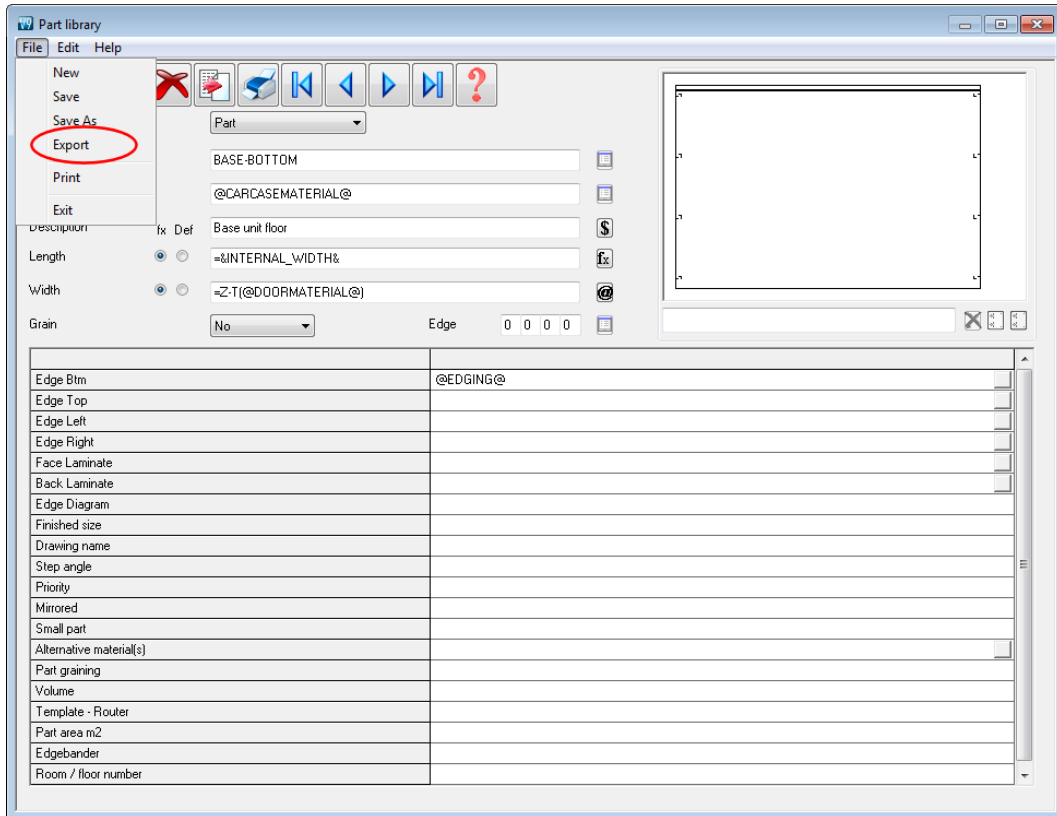 Part library
File Edit Help
New
Save
Save As
Export
Print
Exit
Part
BASE-BOTTOM
@CARCASEMATERIAL@
Description fx Def Base unit floor $
Length =&INTERNAL_WIDTH& fx
Width =Z-T(@DOORMATERIAL@) @
Grain No Edge 0 0 0 0
Edge Btm @EDGING@
Edge Top
Edge Left
Edge Right
Face Laminate
Back Laminate
Edge Diagram
Finished size
Drawing name
Step angle
Priority
Mirrored
Small part
Alternative material(s)
Part graining
Volume
Template - Router
Part area m2
Edgebander
Room / floor number